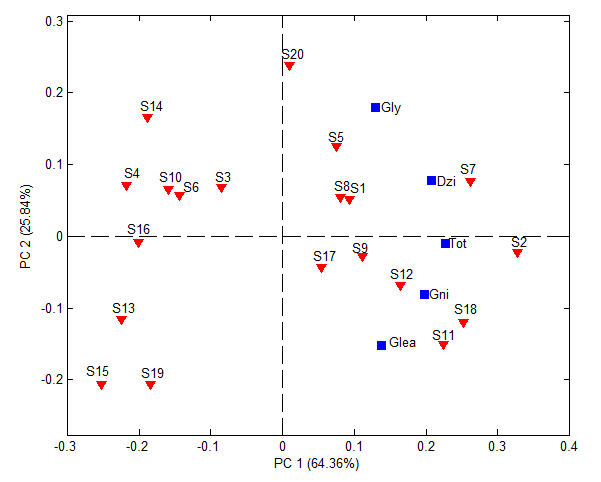 0.3
S20
0.2
S14
Gly
S5
0.1
S4
S10
S6
S3
S8
S1
Dzi
S7
0
S16
S17
S9
Tot
S2
S12
Gni
-0.1
S13
S18
Glea
S11
-0.2
S15
S19
PC 2 (25.84%)
-0.3 -0.2 -0.1 0 0.1 0.2 0.3 0.4
PC 1 (64.36%)